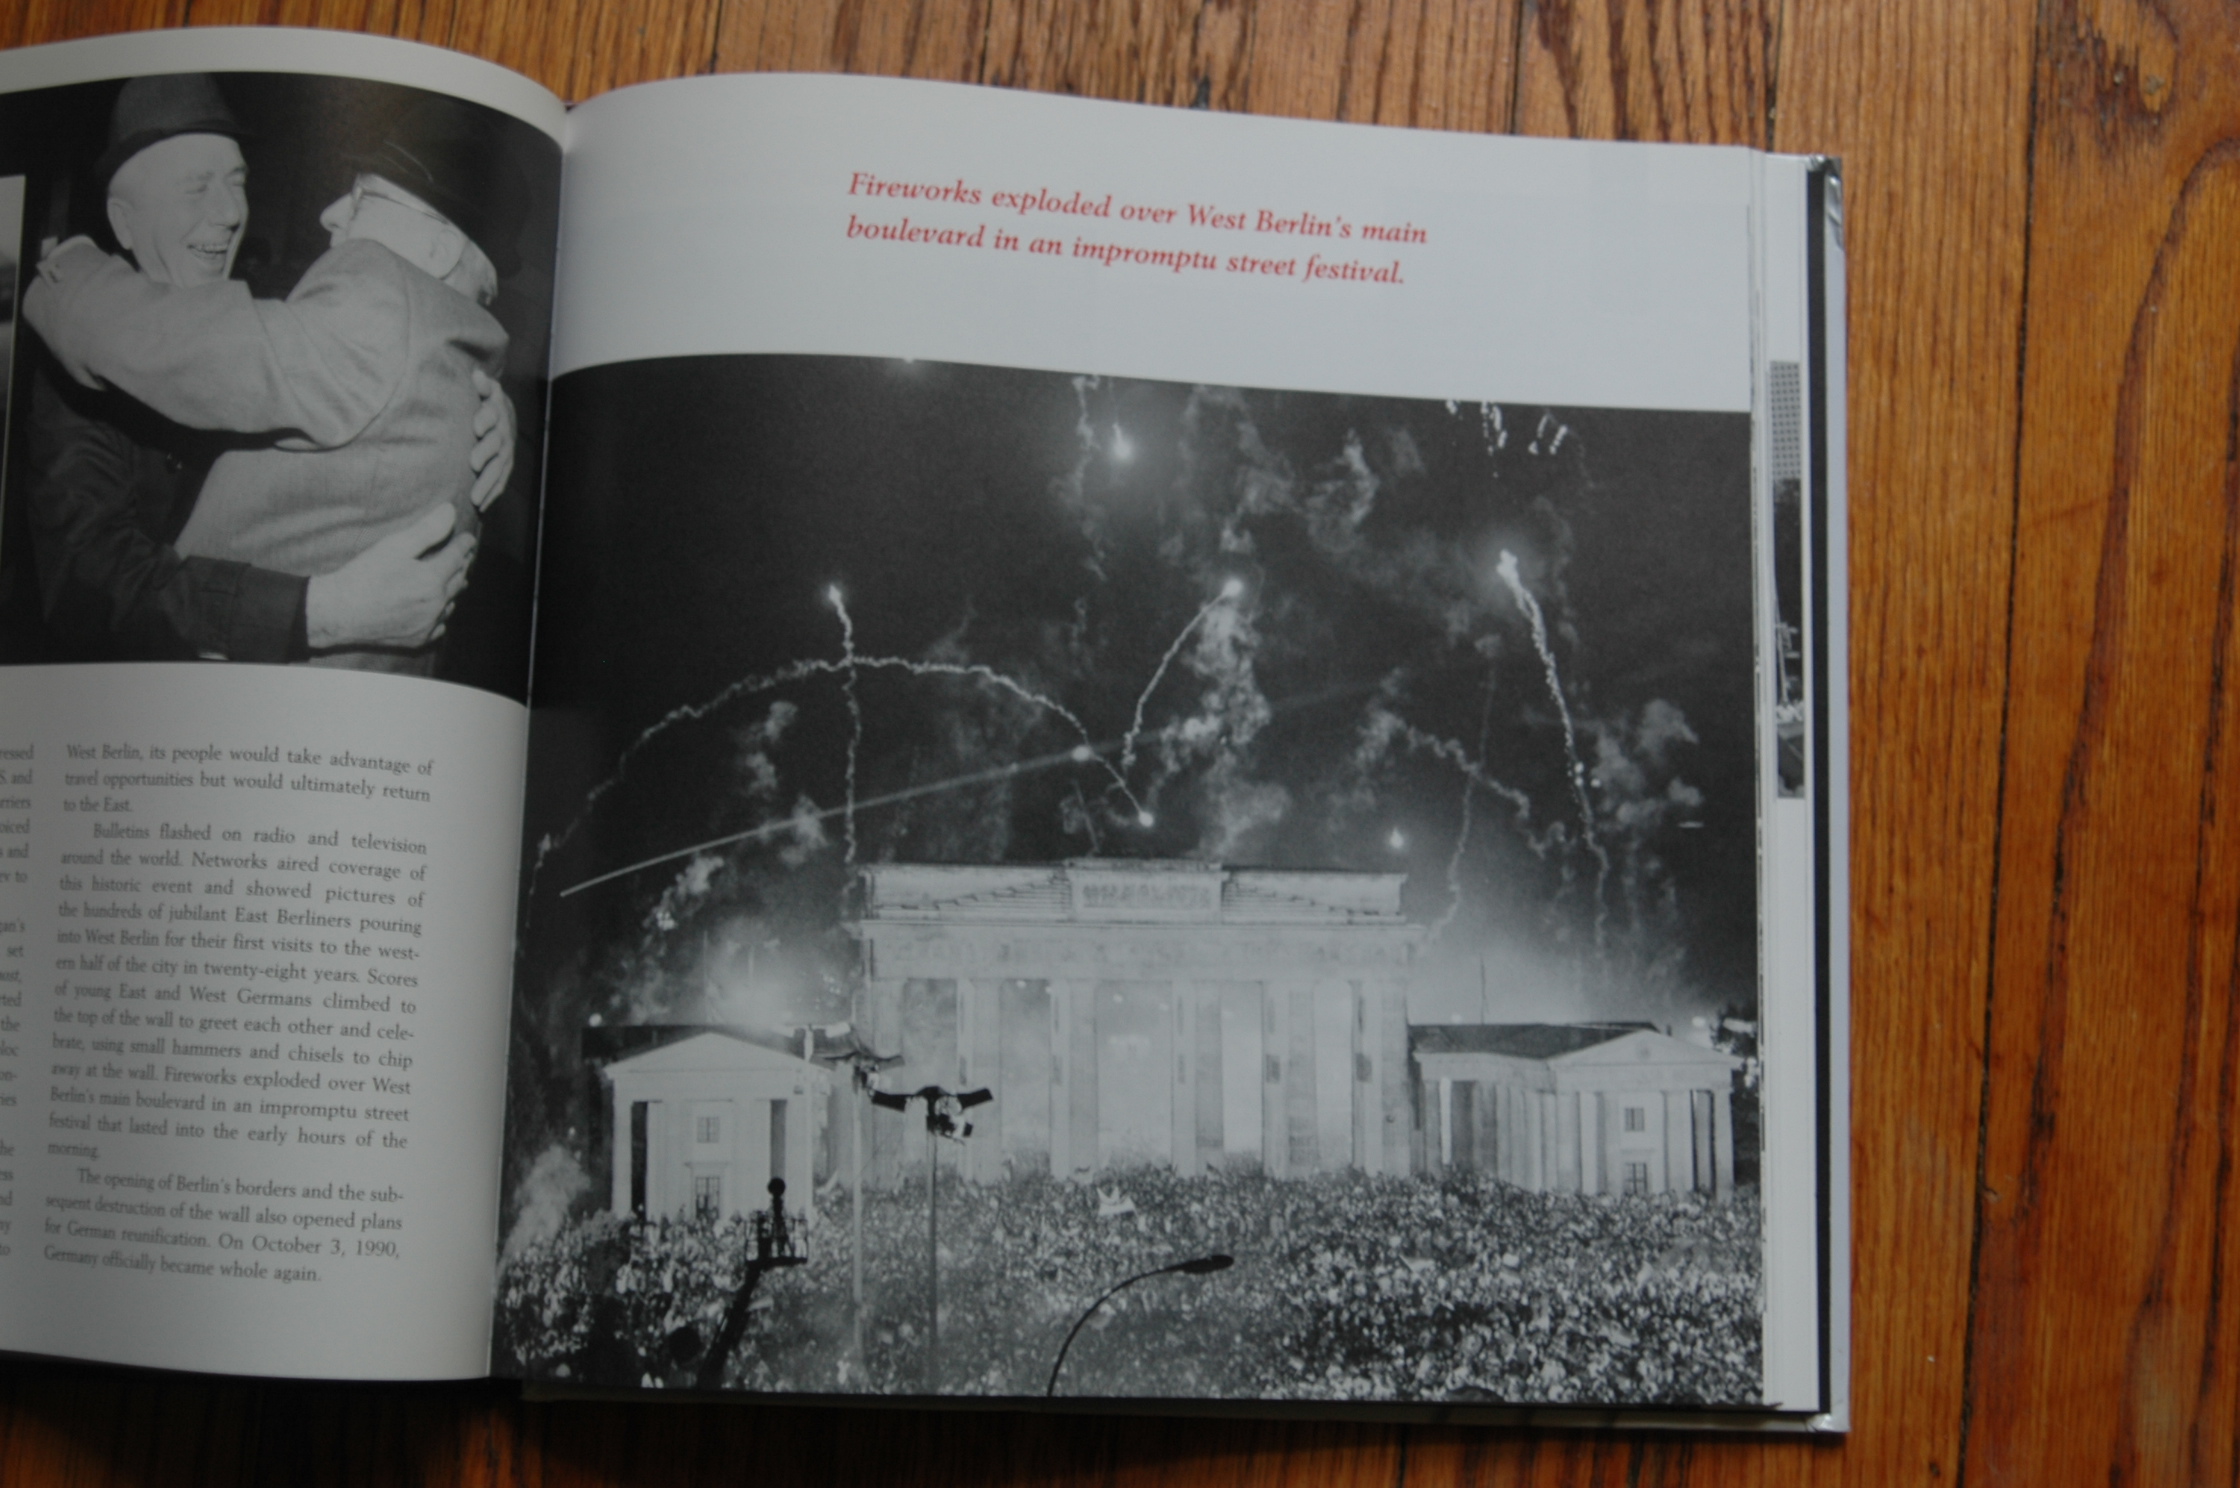 West Berlin, its people would take advantage of
travel opportunities but would ultimately return
to the East.
Bulletins flashed on radio and television
around the world. Networks aired coverage of
this historic event and showed pictures of
the hundreds of jubilant East Berliners pouring
into West Berlin for their first visits to the west-
ern half of the city in twenty-eight years. Scores
of young East and West Germans climbed to
the top of the wall to greet each other and cele-
brate, using small hammers and chisels to chip
away at the wall. Fireworks exploded over West
Berlin's main boulevard in an impromptu street
festival that lasted into the early hours of the
morning.
The opening of Berlin's borders and the sub-
sequent destruction of the wall also opened plans
for German reunification. On October 3, 1990,
Germany officially became whole again.
Fireworks exploded over West Berlin's main
boulevard in an impromptu street festival.